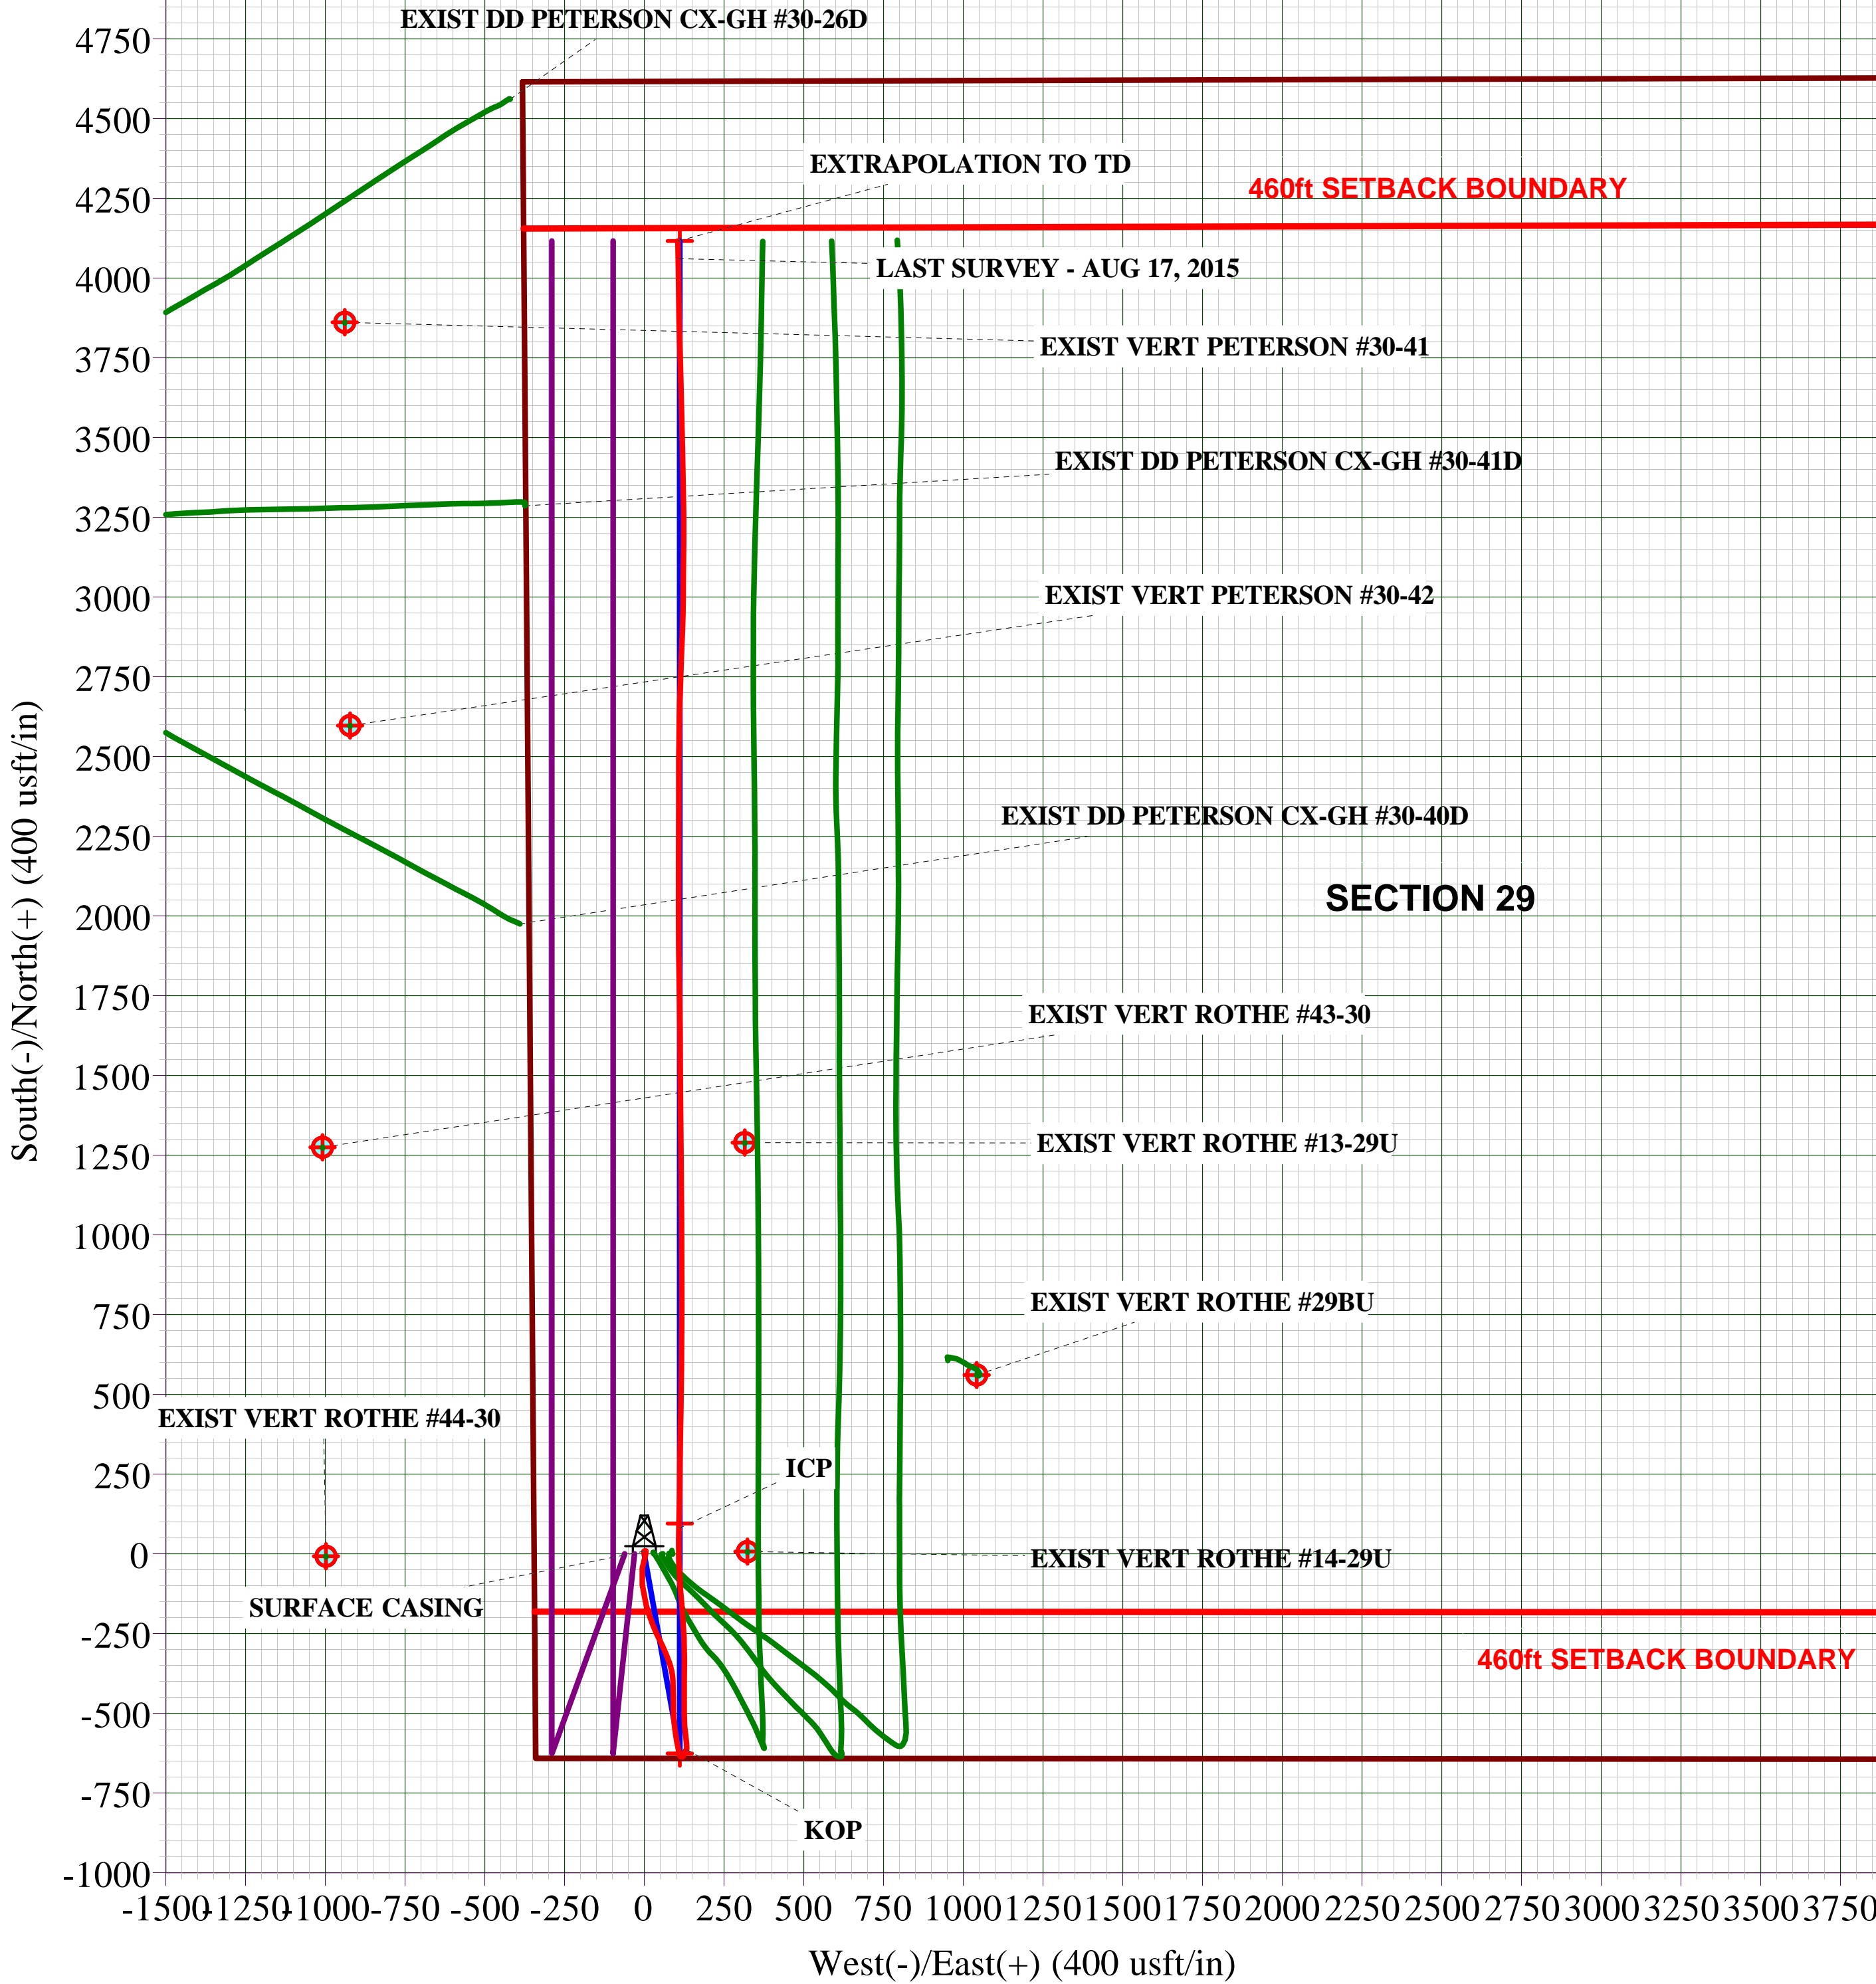 EXIST DD PETERSON CX-GH #30-26D
4750
4500
EXTRAPOLATION TO TD
460ft SETBACK BOUNDARY
4250
LAST SURVEY - AUG 17, 2015
4000
EXIST VERT PETERSON #30-41
3750
3500
EXIST DD PETERSON CX-GH #30-41D
3250
EXIST VERT PETERSON #30-42
3000
2750
2500
EXIST DD PETERSON CX-GH #30-40D
2250
SECTION 29
2000
1750
EXIST VERT ROTHE #43-30
1500
EXIST VERT ROTHE #13-29U
1250
1000
EXIST VERT ROTHE #29BU
750
500
EXIST VERT ROTHE #44-30
ICP
250
0
EXIST VERT ROTHE #14-29U
SURFACE CASING
-250
460ft SETBACK BOUNDARY
-500
-750
KOP
-1000
South(-)/North(+) (400 usft/in)
-1500 -1250 -1000 -750 -500 -250 0 250 500 750 1000 1250 1500 1750 2000 2250 2500 2750 3000 3250 3500 3750
West(-)/East(+) (400 usft/in)